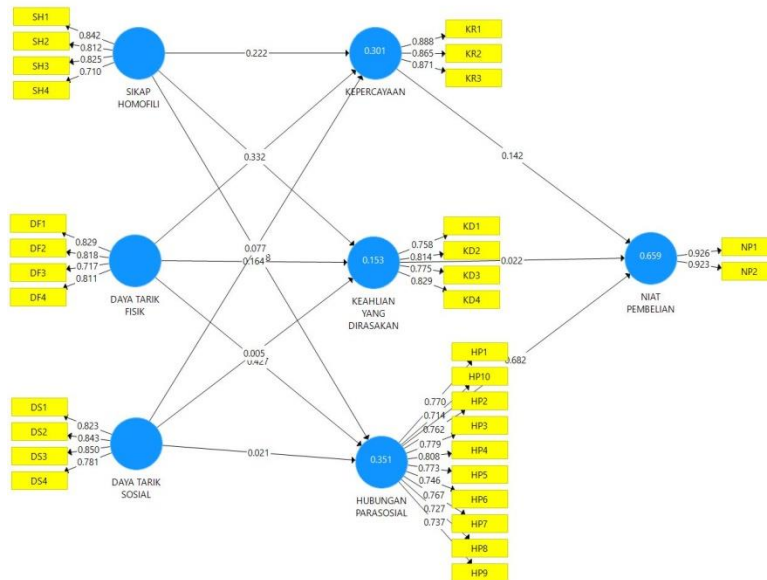 SH1
SH2
SH3
SH4
0.842
0.812
0.825
0.710
SIKAP
HOMOFILI
0.222
0.301
KEPERCAYAAN
0.888
0.865
0.871
KR1
KR2
KR3
0.332
0.142
DF1
DF2
DF3
DF4
0.829
0.818
0.717
0.811
DAYA TARIK
FISIK
0.077
0.164
0.153
KEAHLIAN
YANG
DIRASAKAN
0.758
0.814
0.775
0.829
KD1
KD2
KD3
KD4
0.022
0.659
NIAT
PEMBELIAN
0.926
0.923
NP1
NP2
0.005
0.427
0.682
DS1
DS2
DS3
DS4
0.823
0.843
0.850
0.781
DAYA TARIK
SOSIAL
0.021
0.351
HUBUNGAN
PARASOSIAL
0.770
0.714
0.762
0.779
0.808
0.773
0.746
0.767
0.727
0.737
HP1
HP10
HP2
HP3
HP4
HP5
HP6
HP7
HP8
HP9